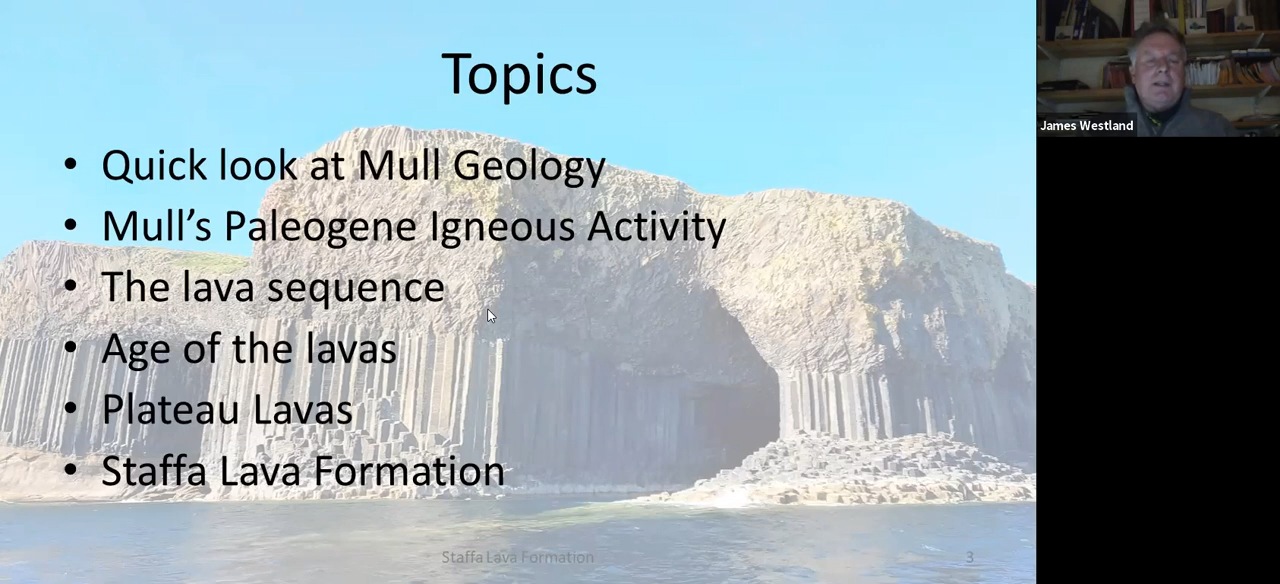 Topics
• Quick look at Mull Geology
• Mull’s Paleogene Igneous Activity
• The lava sequence
• Age of the lavas
• Plateau Lavas
• Staffa Lava Formation
Staffa Lava Formation
3
James Westland